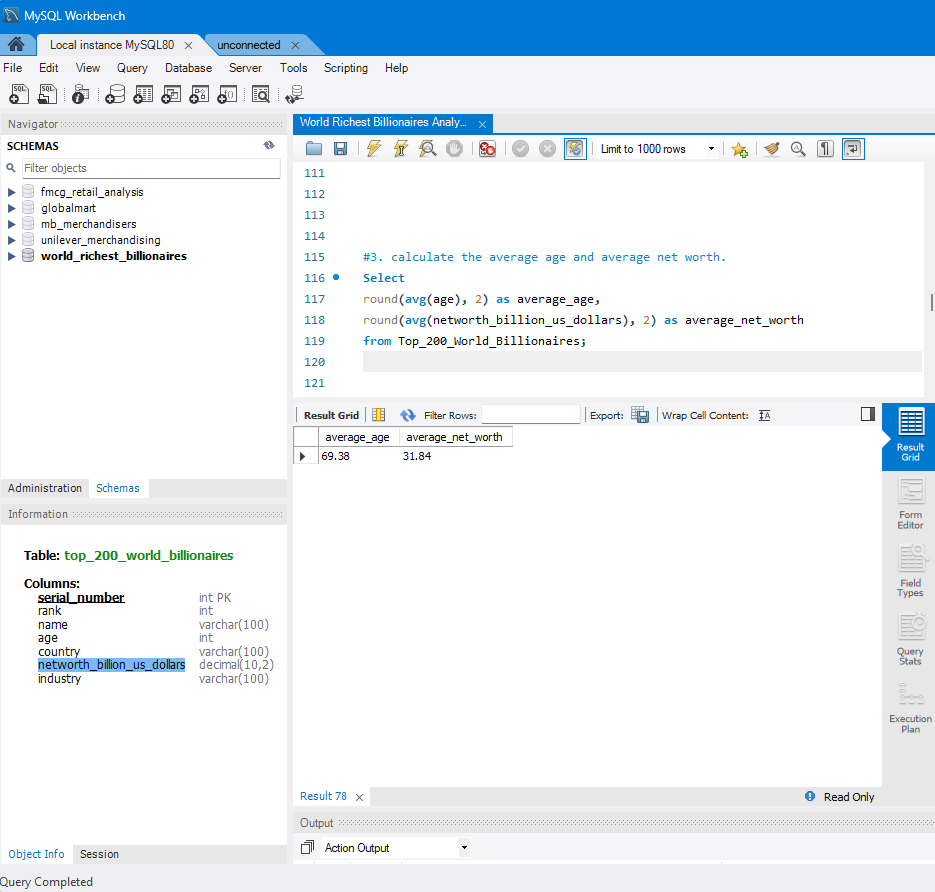 MySQL Workbench
Local instance MySQL80
unconnected
File Edit View Query Database Server Tools Scripting Help
Navigator
SCHEMAS
Filter objects
fmcg_retail_analysis
globalmart
mb_merchandisers
unilever_merchandising
world_richest_billionaires
Administration Schemas
Information
Table: top_200_world_billionaires
Columns:
serial_number int PK
rank int
name varchar(100)
age int
country varchar(100)
networth_billion_us_dollars decimal(10,2)
industry varchar(100)
Object Info Session
Query Completed
World Richest Billionaires Analy...
Limit to 1000 rows
111
112
113
114
115 #3. calculate the average age and average net worth.
116 Select
117 round(avg(age), 2) as average_age,
118 round(avg(networth_billion_us_dollars), 2) as average_net_worth
119 from Top_200_World_Billionaires;
120
121
Result Grid Filter Rows: Export: Wrap Cell Content:
average_age average_net_worth
69.38 31.84
Result Grid
Form Editor
Field Types
Query Stats
Execution Plan
Result 78
Read Only
Output
Action Output